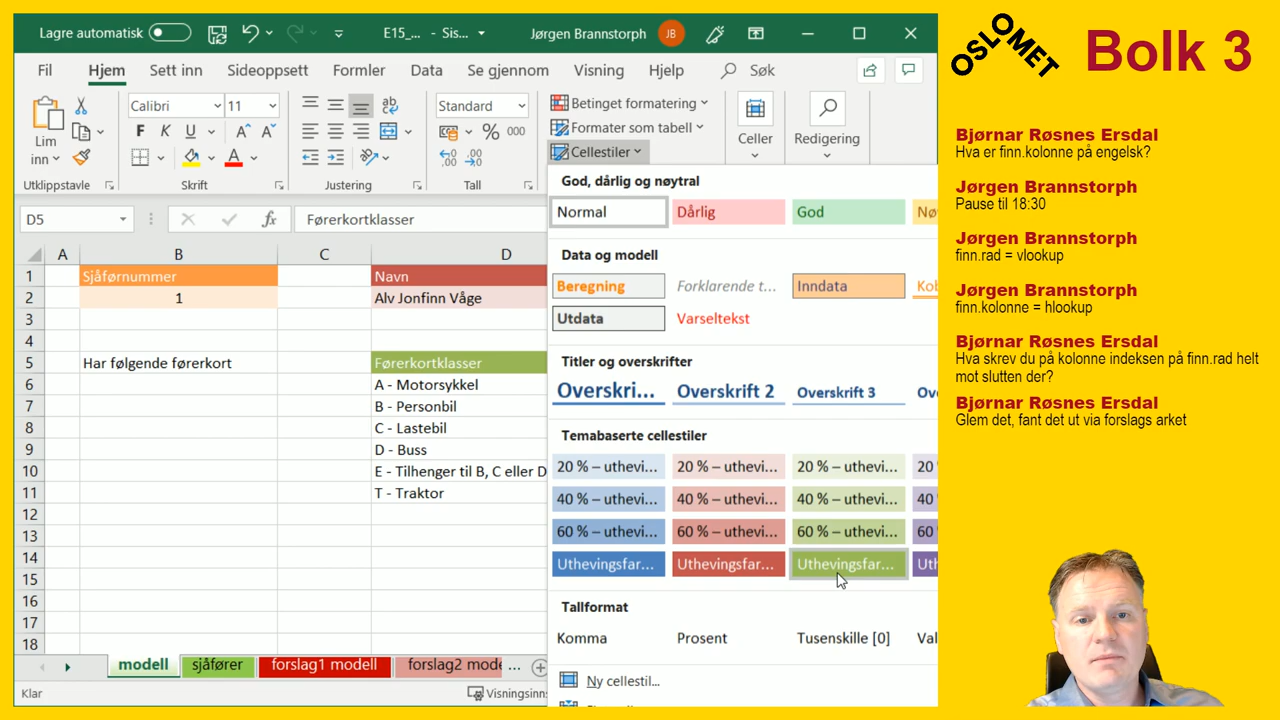 Lagre automatisk
E15_... - Sis...
Jørgen Brannstorph
JB
Fil Hjem Sett inn Sideoppsett Formler Data Se gjennom Visning Hjelp Søk
Lim
inn
Calibri 11
F K U
A A
A
ab
Standard
% 000
Betinget formatering
Formater som tabell
Cellestiler
Celler
Redigering
Utklippstavle Skrift Justering Tall
D5
fx
Førerkortklasser
A B C D
1 Sjåførnummer Navn
2 1 Alv Jonfinn Våge
3
4
5 Har følgende førerkort Førerkortklasser
6 A - Motorsykkel
7 B - Personbil
8 C - Lastebil
9 D - Buss
10 E - Tilhenger til B, C eller D
11 T - Traktor
12
13
14
15
16
17
18
God, dårlig og nøytral
Normal Dårlig God
Data og modell
Beregning Forklarende t... Inndata
Utdata Varseltekst
Titler og overskrifter
Overskri... Overskrift 2 Overskrift 3
Temabaserte cellestiler
20 % – uthevi... 20 % – uthevi... 20 % – uthevi... 20 %
40 % – uthevi... 40 % – uthevi... 40 % – uthevi... 40 %
60 % – uthevi... 60 % – uthevi... 60 % – uthevi... 60 %
Uthevingsfar... Uthevingsfar... Uthevingsfar... Uth
Tallformat
Komma Prosent Tusenskille [0] Val
Ny cellestil...
modell sjåfører forslag1 modell forslag2 mode ...
Klar
Visningsinns
OSLOMET
Bolk 3
Bjørnar Røsnes Ersdal
Hva er finn.kolonne på engelsk?
Jørgen Brannstorph
Pause til 18:30
Jørgen Brannstorph
finn.rad = vlookup
Jørgen Brannstorph
finn.kolonne = hlookup
Bjørnar Røsnes Ersdal
Hva skrev du på kolonne indeksen på finn.rad helt
mot slutten der?
Bjørnar Røsnes Ersdal
Glem det, fant det ut via forslags arket